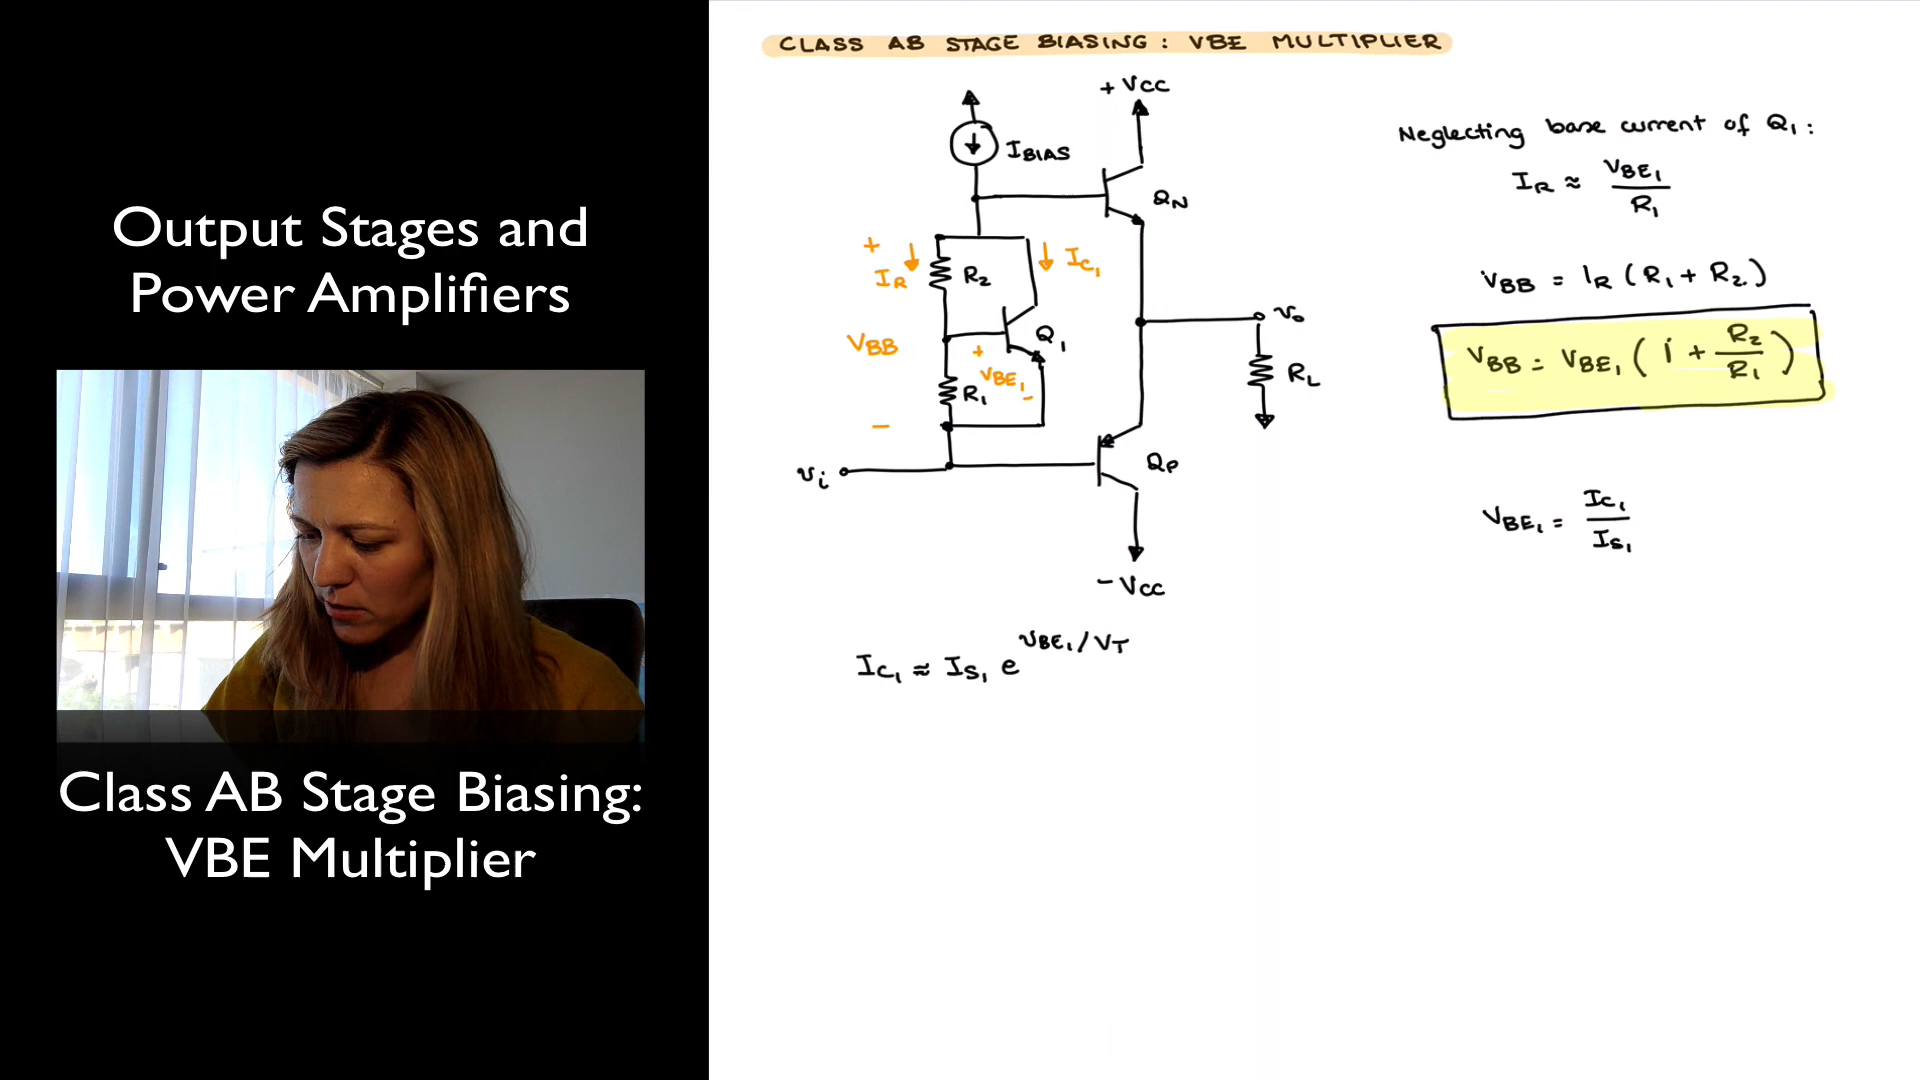 Output Stages and
Power Amplifiers
Class AB Stage Biasing:
VBE Multiplier
CLASS AB STAGE BIASING: VBE MULTIPLIER
+ VCC
IBIAS
QN
+
IR
R2
IC1
VBB
Q1
+
VBE1
-
R1
-
vo
RL
vi
QP
- VCC
IC1 ≈ IS1 e^(VBE1/VT)
Neglecting base current of Q1:
IR ≈ VBE1 / R1
VBB = IR (R1 + R2)
VBB = VBE1 (1 + R2/R1)
VBE1 = IC1 / IS1